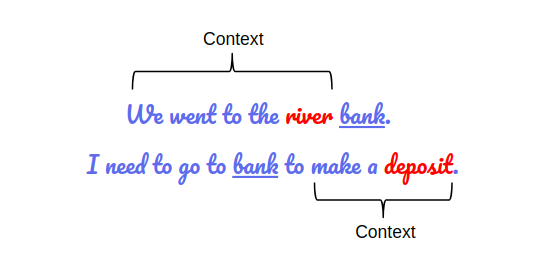 Context
We went to the river bank.
I need to go to bank to make a deposit.
Context